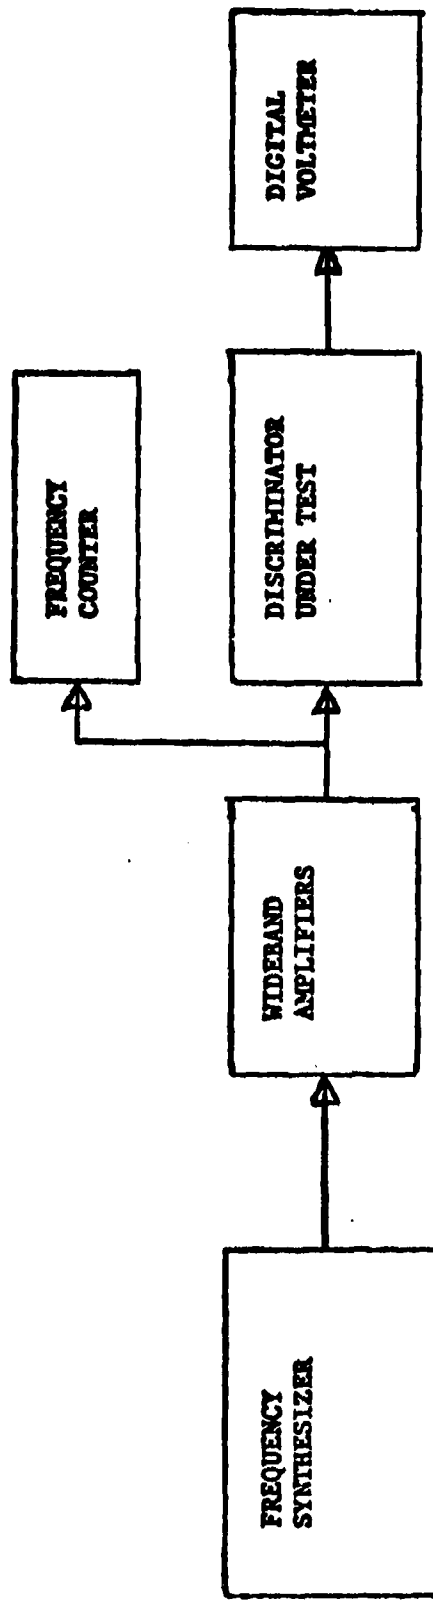 FREQUENCY
SYNTHESIZER
WIDEBAND
AMPLIFIERS
FREQUENCY
COUNTER
DISCRIMINATOR
UNDER TEST
DIGITAL
VOLTMETER